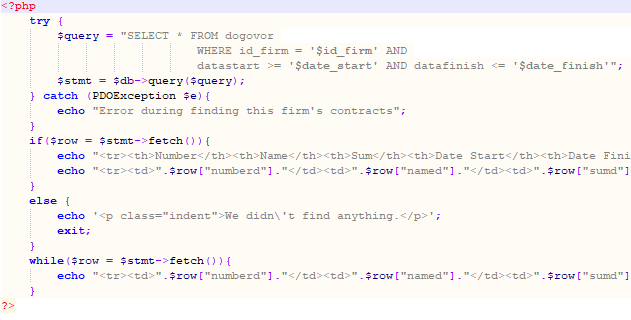 <?php
try {
$query = "SELECT * FROM dogovor
WHERE id_firm = '$id_firm' AND
datastart >= '$date_start' AND datafinish <= '$date_finish'";
$stmt = $db->query($query);
} catch (PDOException $e){
echo "Error during finding this firm's contracts";
}
if($row = $stmt->fetch()){
echo "<tr><th>Number</th><th>Name</th><th>Sum</th><th>Date Start</th><th>Date Fini
echo "<tr><td>".$row["numberd"]."</td><td>".$row["named"]."</td><td>".$row["sumd"]
}
else {
echo '<p class="indent">We didn\'t find anything.</p>';
exit;
}
while($row = $stmt->fetch()){
echo "<tr><td>".$row["numberd"]."</td><td>".$row["named"]."</td><td>".$row["sumd"]
}
?>